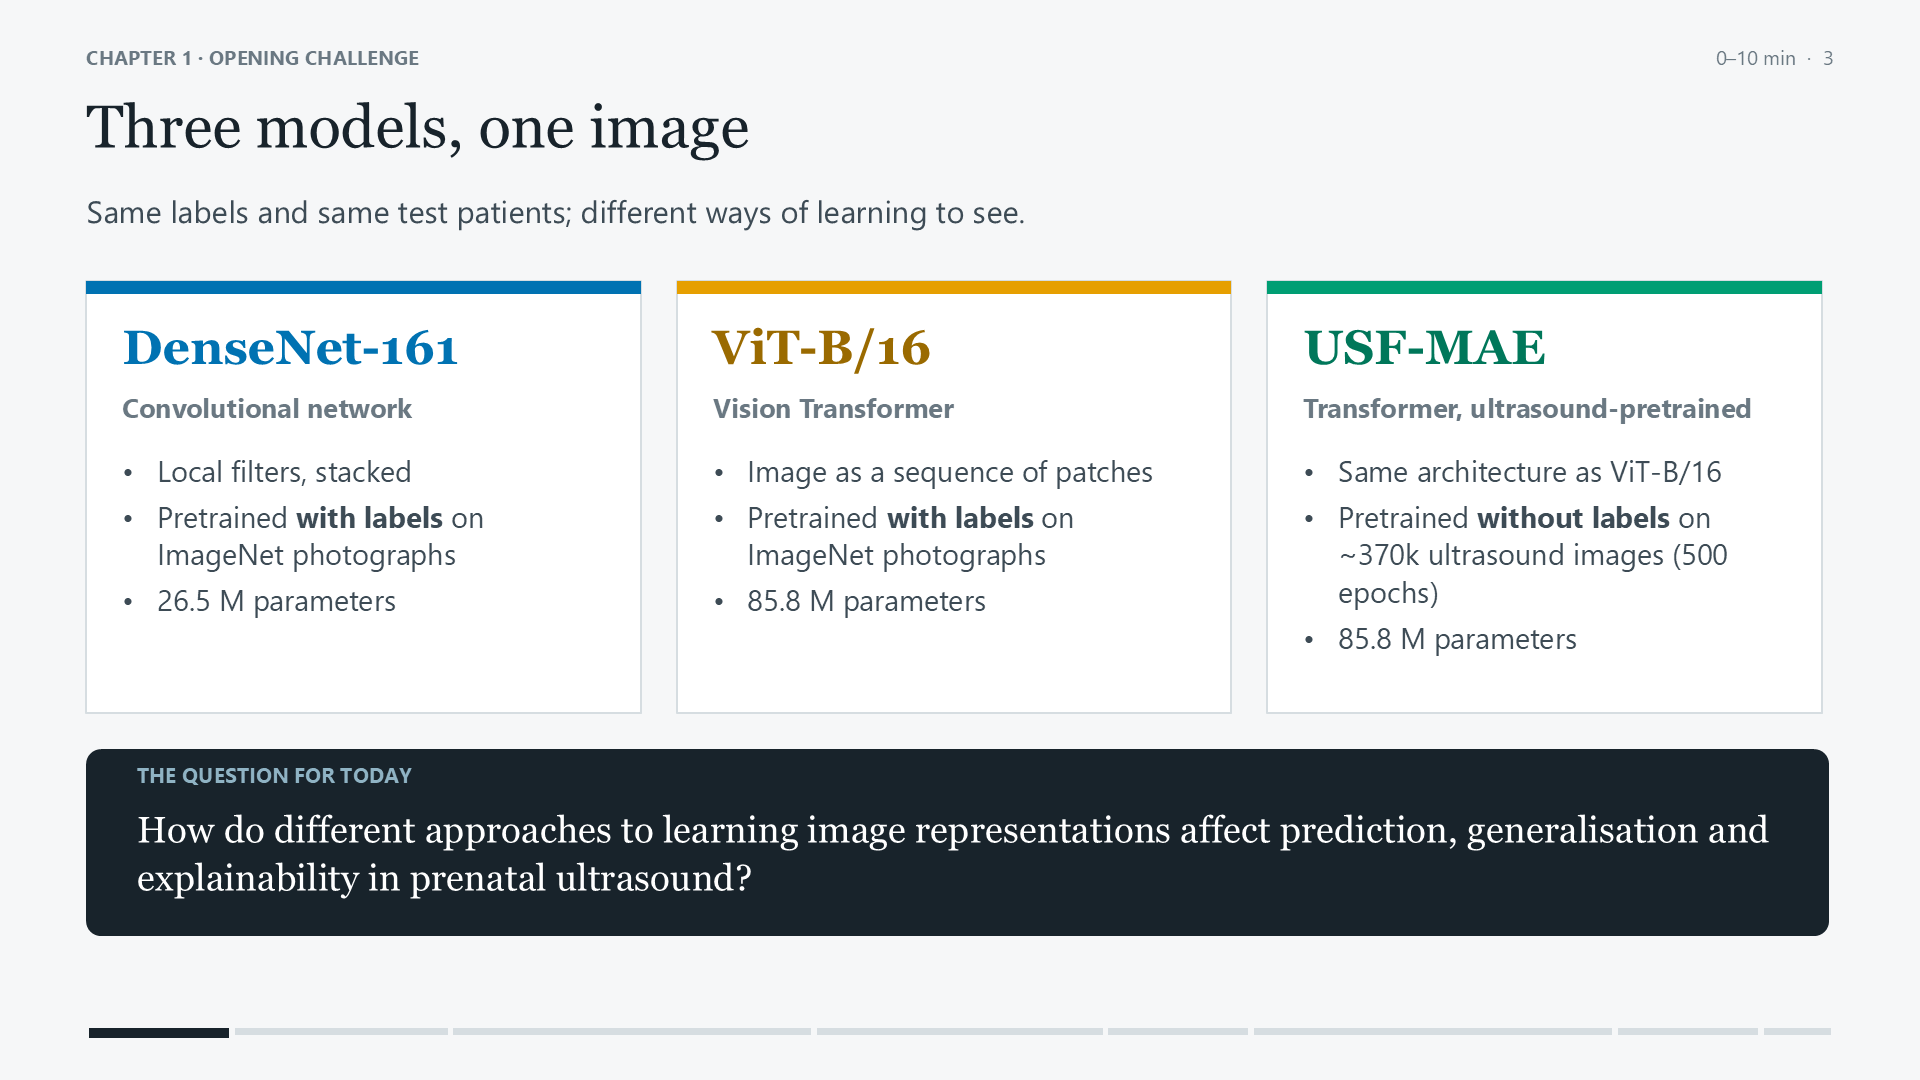 CHAPTER 1 · OPENING CHALLENGE
0–10 min · 3
Three models, one image
Same labels and same test patients; different ways of learning to see.
DenseNet-161
Convolutional network
• Local filters, stacked
• Pretrained with labels on
ImageNet photographs
• 26.5 M parameters
ViT-B/16
Vision Transformer
• Image as a sequence of patches
• Pretrained with labels on
ImageNet photographs
• 85.8 M parameters
USF-MAE
Transformer, ultrasound-pretrained
• Same architecture as ViT-B/16
• Pretrained without labels on
~370k ultrasound images (500
epochs)
• 85.8 M parameters
THE QUESTION FOR TODAY
How do different approaches to learning image representations affect prediction, generalisation and
explainability in prenatal ultrasound?